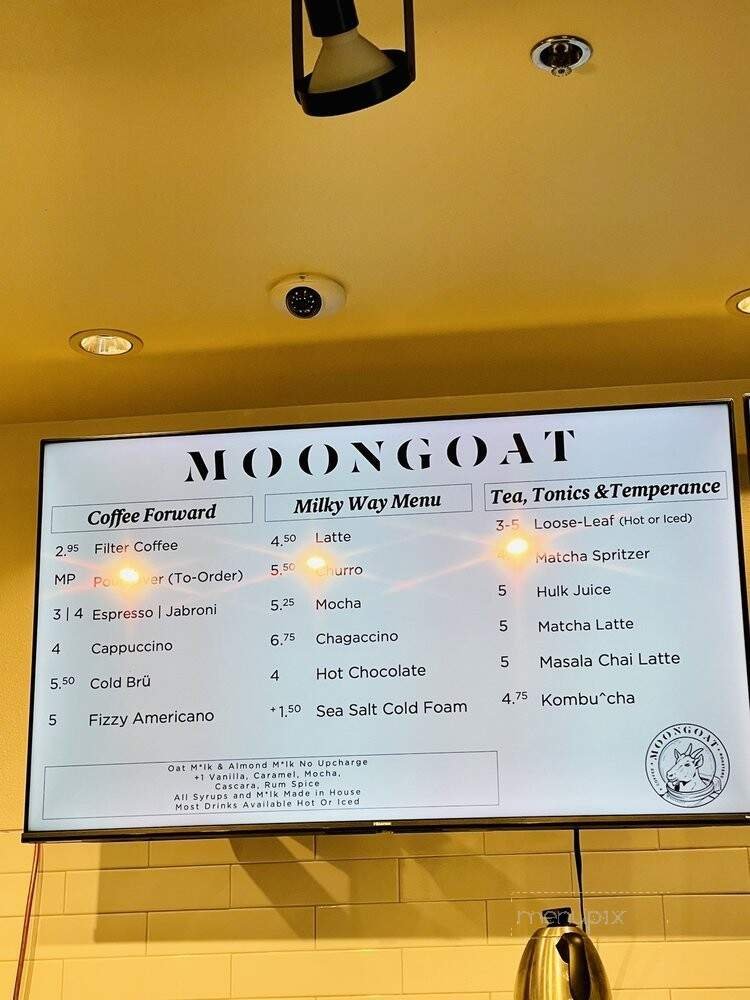 MOONGOAT
Coffee Forward
2.95 Filter Coffee
MP (To-Order)
3 | 4 Espresso | Jabroni
4 Cappuccino
5.50 Cold Brü
5 Fizzy Americano
Milky Way Menu
4.50 Latte
5.50 Churro
5.25 Mocha
6.75 Chagaccino
4 Hot Chocolate
+1.50 Sea Salt Cold Foam
Tea, Tonics &Temperance
3-5 Loose-Leaf (Hot or Iced)
Matcha Spritzer
5 Hulk Juice
5 Matcha Latte
5 Masala Chai Latte
4.75 Kombu^cha
Oat M*lk & Almond M*lk No Upcharge
+1 Vanilla, Caramel, Mocha,
Cascara, Rum Spice
All Syrups and M*lk Made in House
Most Drinks Available Hot Or Iced
MOONGOAT
COFFEE ROASTERS
Hisense
menupix